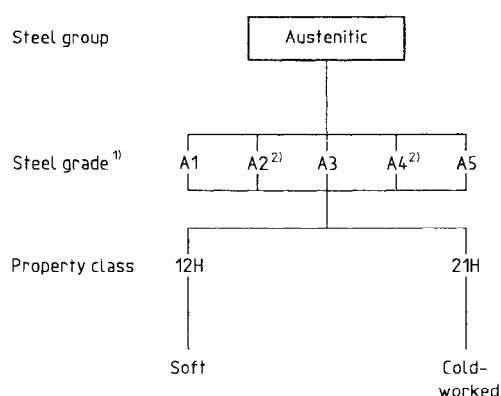 Steel group
Austenitic
Steel grade 1)
A1 A2 2) A3 A4 2) A5
Property class
12H 21H
Soft Cold-
worked